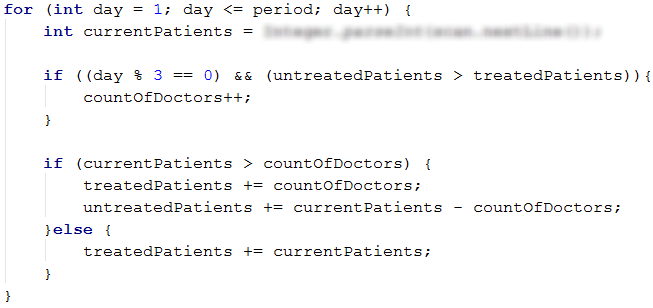 for (int day = 1; day <= period; day++) {
int currentPatients =
if ((day % 3 == 0) && (untreatedPatients > treatedPatients)){
countOfDoctors++;
}
if (currentPatients > countOfDoctors) {
treatedPatients += countOfDoctors;
untreatedPatients += currentPatients - countOfDoctors;
}else {
treatedPatients += currentPatients;
}
}